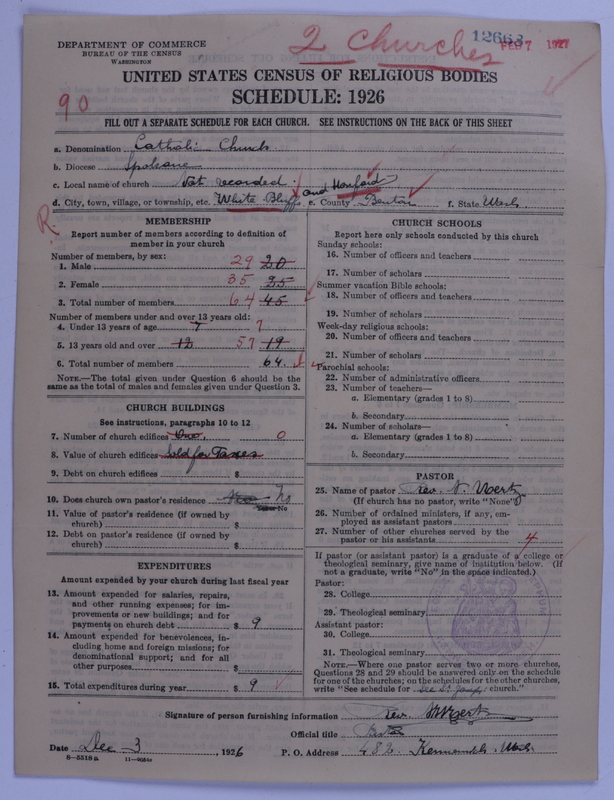 DEPARTMENT OF COMMERCE
BUREAU OF THE CENSUS
WASHINGTON
2 Churches
12663
FEB 7 1927
UNITED STATES CENSUS OF RELIGIOUS BODIES
SCHEDULE: 1926
90
FILL OUT A SEPARATE SCHEDULE FOR EACH CHURCH. SEE INSTRUCTIONS ON THE BACK OF THIS SHEET
a. Denomination Catholic Church
b. Diocese Spokane
c. Local name of church Not recorded
d. City, town, village, or township, etc. White Bluffs and Hanford e. County Benton f. State Wash.
R
MEMBERSHIP
Report number of members according to definition of member in your church
Number of members, by sex:
1. Male 29 20
2. Female 35 25
3. Total number of members 64 45
Number of members under and over 13 years old:
4. Under 13 years of age 7 7
5. 13 years old and over 12 57 19
6. Total number of members 64
NOTE.—The total given under Question 6 should be the
same as the total of males and females given under Question 3.
CHURCH BUILDINGS
See instructions, paragraphs 10 to 12
7. Number of church edifices One. 0
8. Value of church edifices Sold for Taxes
9. Debt on church edifices $
10. Does church own pastor's residence No
Yes or No
11. Value of pastor's residence (if owned by
church) $
12. Debt on pastor's residence (if owned by
church) $
EXPENDITURES
Amount expended by your church during last fiscal year
13. Amount expended for salaries, repairs,
and other running expenses; for im-
provements or new buildings; and for
payments on church debt $ 9
14. Amount expended for benevolences, in-
cluding home and foreign missions; for
denominational support; and for all
other purposes $
15. Total expenditures during year $ 9
CHURCH SCHOOLS
Report here only schools conducted by this church
Sunday schools:
16. Number of officers and teachers
17. Number of scholars
Summer vacation Bible schools:
18. Number of officers and teachers
19. Number of scholars
Week-day religious schools:
20. Number of officers and teachers
21. Number of scholars
Parochial schools:
22. Number of administrative officers
23. Number of teachers—
a. Elementary (grades 1 to 8)
b. Secondary
24. Number of scholars—
a. Elementary (grades 1 to 8)
b. Secondary
PASTOR
25. Name of pastor Rev.
(If church has no pastor, write "None")
26. Number of ordained ministers, if any, em-
ployed as assistant pastors
27. Number of other churches served by the
pastor or his assistants 4
If pastor (or assistant pastor) is a graduate of a college or
theological seminary, give name of institution below. (If
not a graduate, write "No" in the space indicated.)
Pastor:
28. College
29. Theological seminary
Assistant pastor:
30. College
31. Theological seminary
NOTE.—Where one pastor serves two or more churches,
Questions 28 and 29 should be answered only on the schedule
for one of the churches; on the schedules for the other churches,
write "See schedule for See St. Josephs church."
Signature of person furnishing information Rev.
Official title
Date Dec 3, 1926 P. O. Address 482. Kennewick, Wash.
8-5318a 11-9064